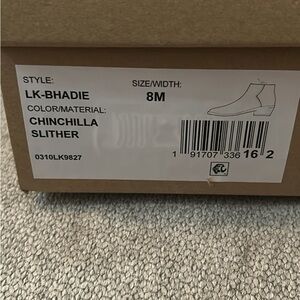 STYLE:
LK-BHADIE
SIZE/WIDTH:
8M
COLOR/MATERIAL:
CHINCHILLA
SLITHER
0310LK9827
1 91707 336 16 2